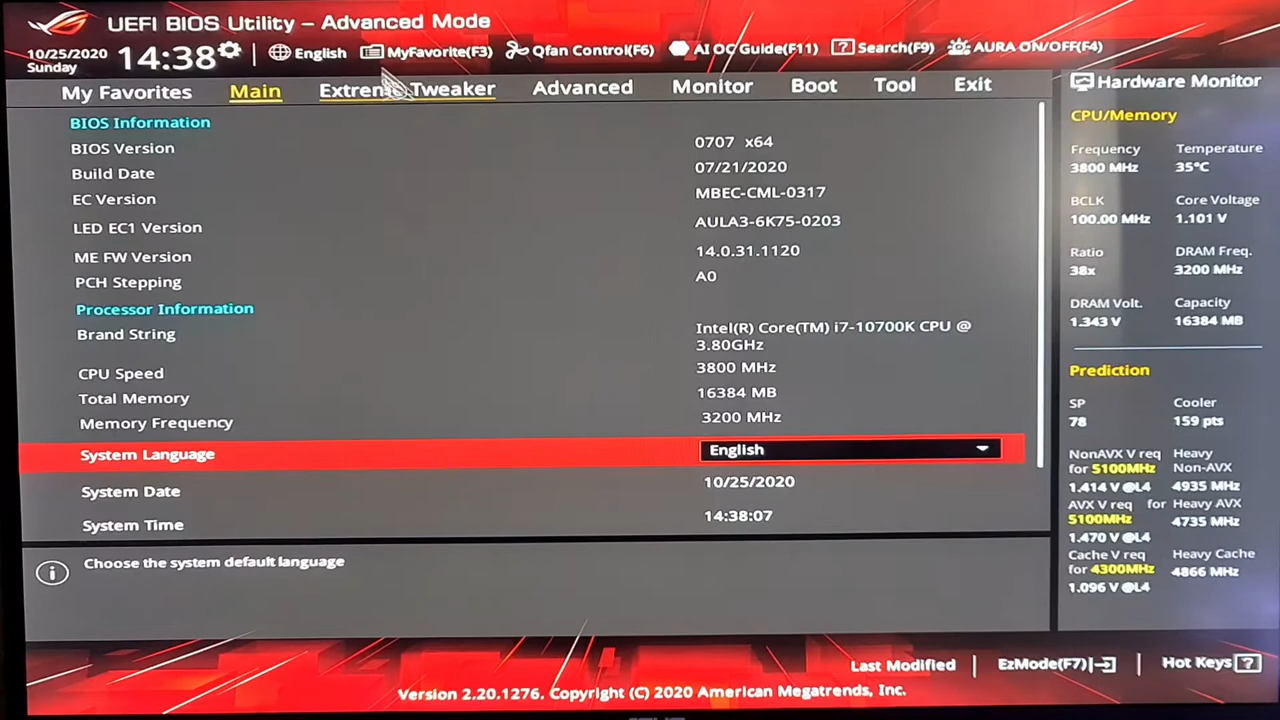 UEFI BIOS Utility – Advanced Mode
10/25/2020
Sunday
14:38
English
MyFavorite(F3)
Qfan Control(F6)
AI OC Guide(F11)
? Search(F9)
AURA ON/OFF(F4)
My Favorites Main Extreme Tweaker Advanced Monitor Boot Tool Exit
BIOS Information
BIOS Version 0707 x64
Build Date 07/21/2020
EC Version MBEC-CML-0317
LED EC1 Version AULA3-6K75-0203
ME FW Version 14.0.31.1120
PCH Stepping A0
Processor Information
Brand String Intel(R) Core(TM) i7-10700K CPU @
3.80GHz
CPU Speed 3800 MHz
Total Memory 16384 MB
Memory Frequency 3200 MHz
System Language English
System Date 10/25/2020
System Time 14:38:07
i Choose the system default language
Hardware Monitor
CPU/Memory
Frequency Temperature
3800 MHz 35°C
BCLK Core Voltage
100.00 MHz 1.101 V
Ratio DRAM Freq.
38x 3200 MHz
DRAM Volt. Capacity
1.343 V 16384 MB
Prediction
SP Cooler
78 159 pts
NonAVX V req Heavy
for 5100MHz Non-AVX
1.414 V @L4 4935 MHz
AVX V req for Heavy AVX
5100MHz 4735 MHz
1.470 V @L4
Cache V req Heavy Cache
for 4300MHz 4866 MHz
1.096 V @L4
Last Modified EzMode(F7) Hot Keys ?
Version 2.20.1276. Copyright (C) 2020 American Megatrends, Inc.